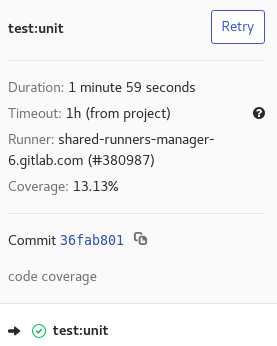 test:unit
Retry
Duration: 1 minute 59 seconds
Timeout: 1h (from project)
Runner: shared-runners-manager-
6.gitlab.com (#380987)
Coverage: 13.13%
Commit 36fab801
code coverage
test:unit